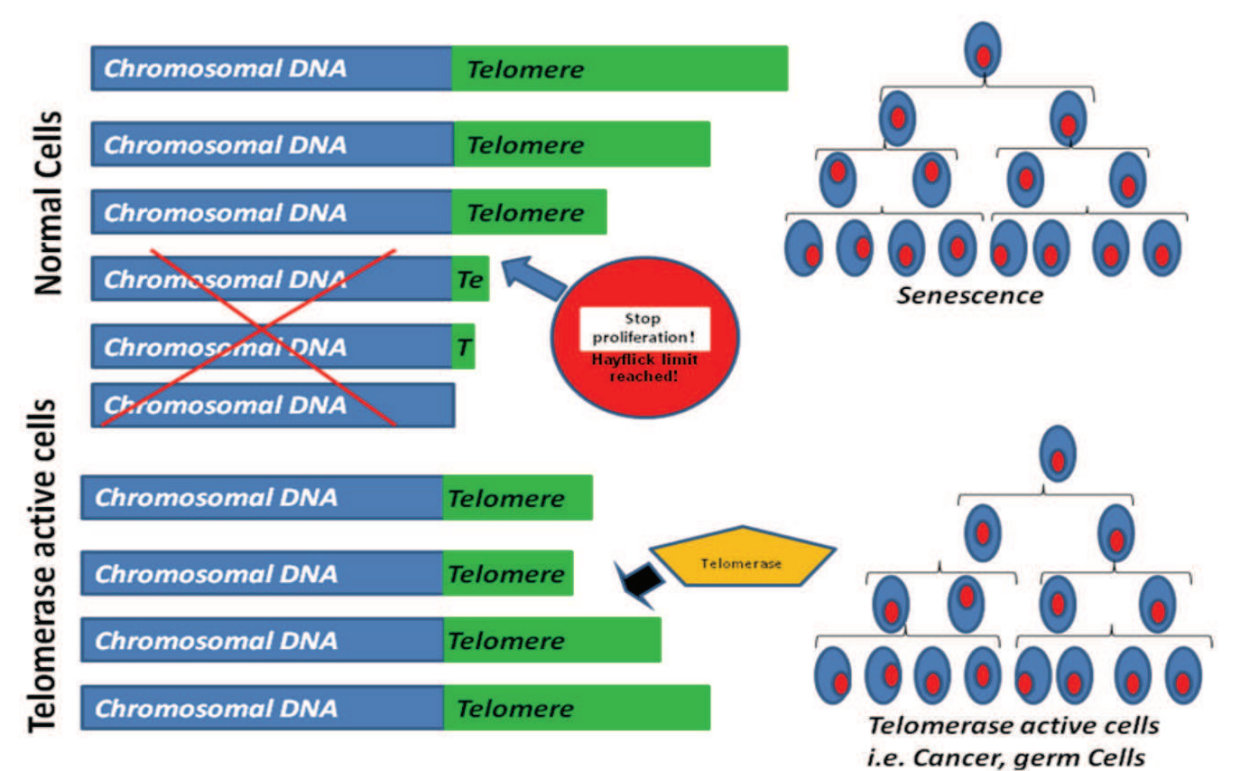 Normal Cells
Chromosomal DNA Telomere
Chromosomal DNA Telomere
Chromosomal DNA Telomere
Chromosomal DNA Te
Chromosomal DNA T
Chromosomal DNA
Stop
proliferation!
Hayflick limit
reached!
Senescence
Telomerase active cells
Chromosomal DNA Telomere
Chromosomal DNA Telomere
Chromosomal DNA Telomere
Chromosomal DNA Telomere
Telomerase
Telomerase active cells
i.e. Cancer, germ Cells